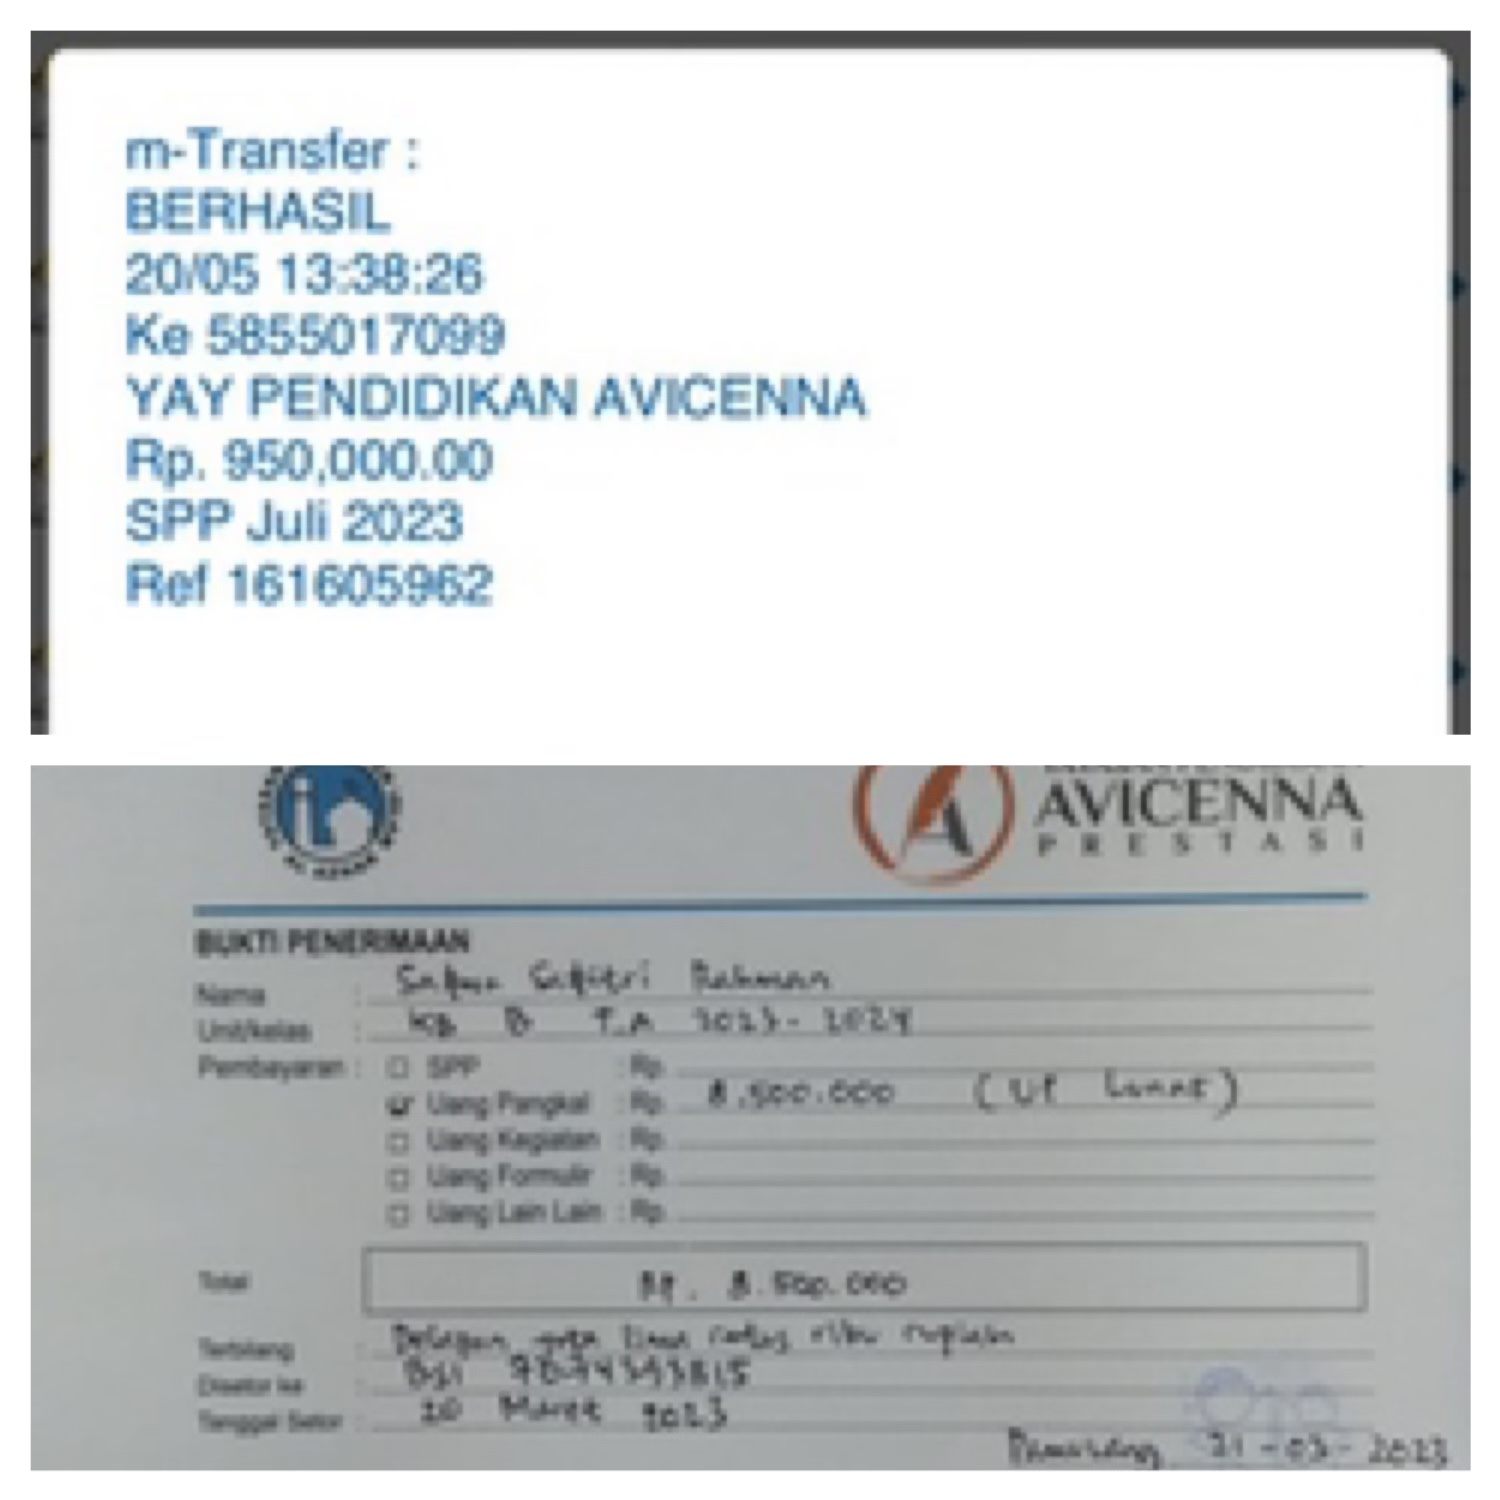 m-Transfer :
BERHASIL
20/05 13:38:26
Ke 5855017099
YAY PENDIDIKAN AVICENNA
Rp. 950,000.00
SPP Juli 2023
Ref 161605962
AVICENNA
PRESTASI
BUKTI PENERIMAAN
Nama : Rahman
Unit/kelas : KB B T.A 2023-2024
Pembayaran : SPP : Rp.
Uang Pangkal : Rp. 8.500.000 (UP Lunas)
Uang Kegiatan : Rp.
Uang Formulir : Rp.
Uang Lain Lain : Rp.
Total Rp. 8.500.000
Terbilang : Delapan juta lima ratus ribu rupiah
Disetor ke : BSI
Tanggal Setor : 20 Maret 2023
21-03-2023